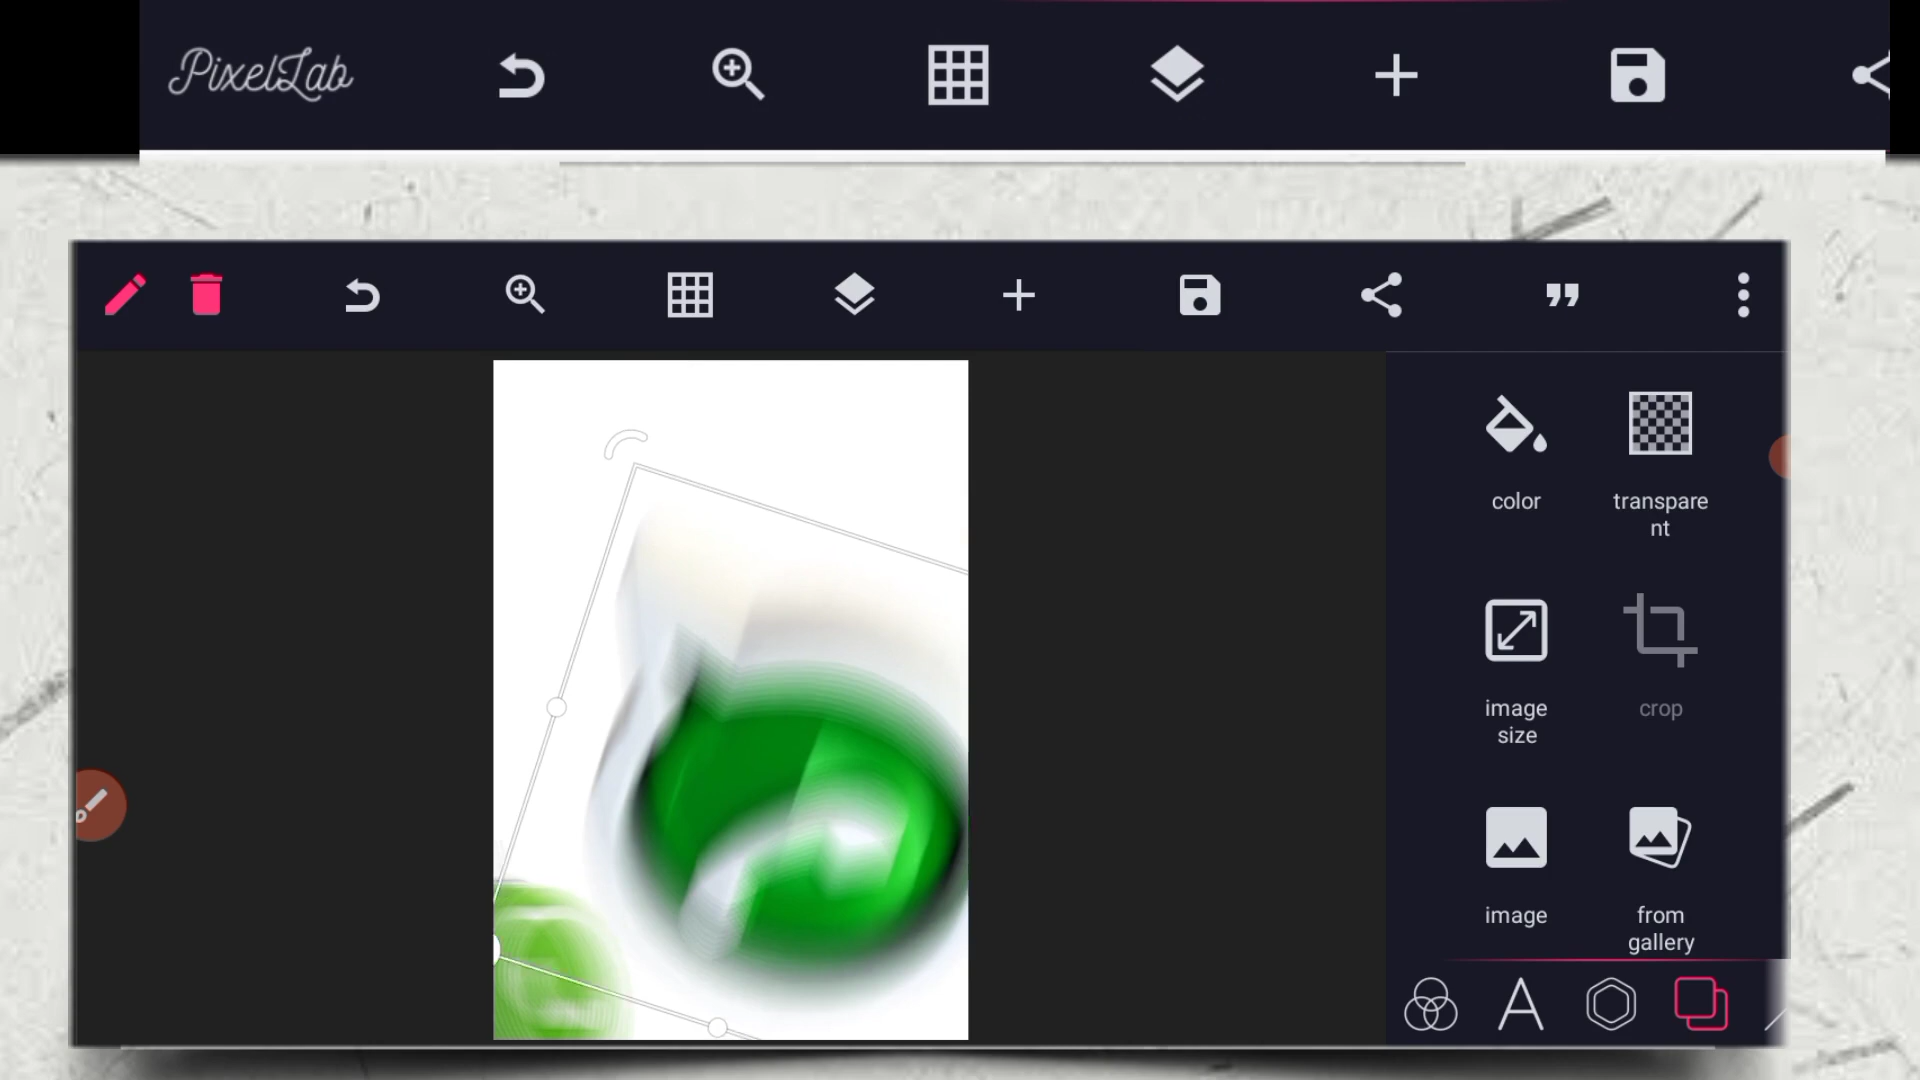 PixelLab
color
transpare
nt
image
size
crop
image
from
gallery